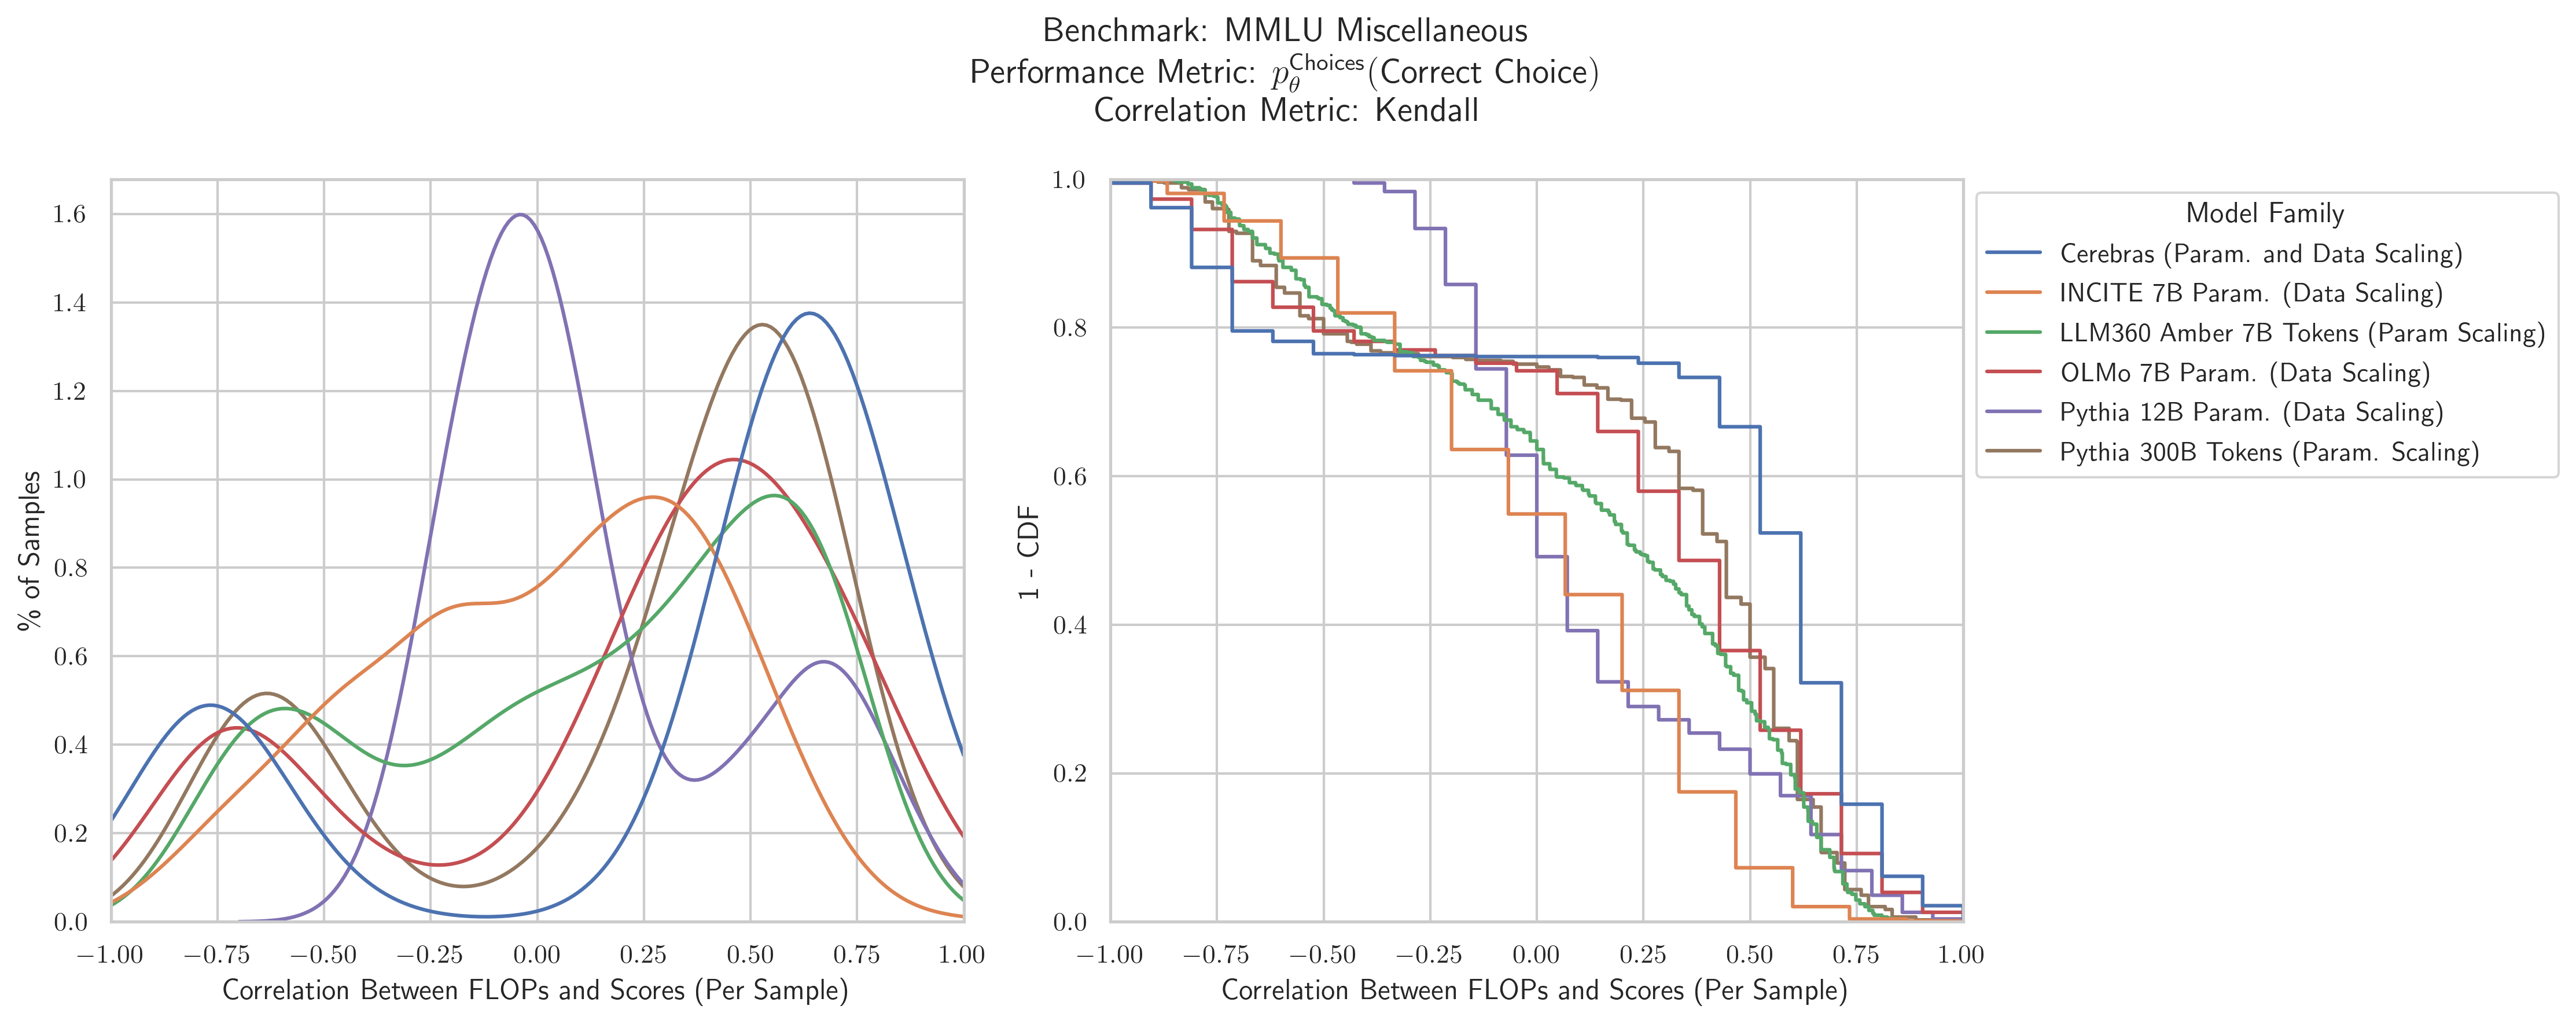 Benchmark: MMLU Miscellaneous
Performance Metric: $p_{\theta}^{\text{Choices}}$(Correct Choice)
Correlation Metric: Kendall
% of Samples
1.6
1.4
1.2
1.0
0.8
0.6
0.4
0.2
0.0
−1.00 −0.75 −0.50 −0.25 0.00 0.25 0.50 0.75 1.00
Correlation Between FLOPs and Scores (Per Sample)
1 - CDF
1.0
0.8
0.6
0.4
0.2
0.0
−1.00 −0.75 −0.50 −0.25 0.00 0.25 0.50 0.75 1.00
Correlation Between FLOPs and Scores (Per Sample)
Model Family
Cerebras (Param. and Data Scaling)
INCITE 7B Param. (Data Scaling)
LLM360 Amber 7B Tokens (Param Scaling)
OLMo 7B Param. (Data Scaling)
Pythia 12B Param. (Data Scaling)
Pythia 300B Tokens (Param. Scaling)